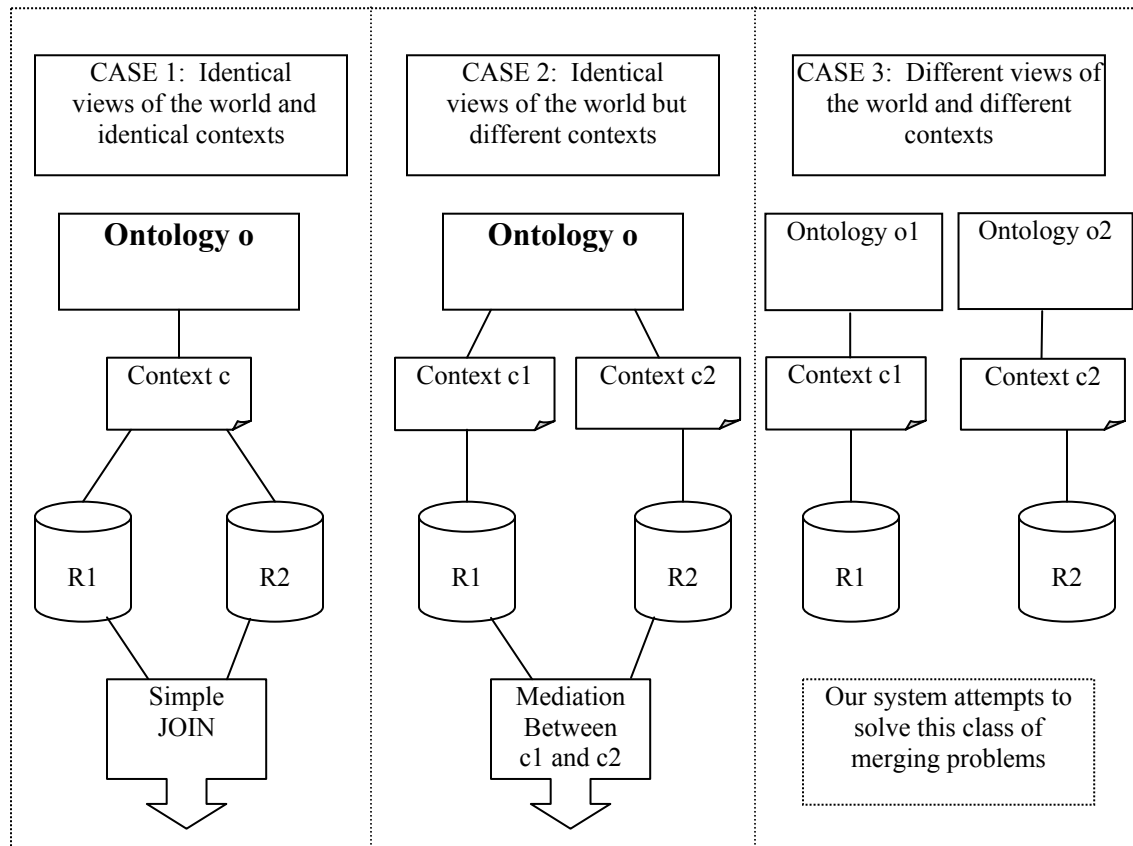 CASE 1:  Identical
views of the world and
identical contexts
Ontology o
Context c
R1
R2
Simple
JOIN
CASE 2:  Identical
views of the world but
different contexts
Ontology o
Context c1
Context c2
R1
R2
Mediation
Between
c1 and c2
CASE 3:  Different views of
the world and different
contexts
Ontology o1
Ontology o2
Context c1
Context c2
R1
R2
Our system attempts to
solve this class of
merging problems